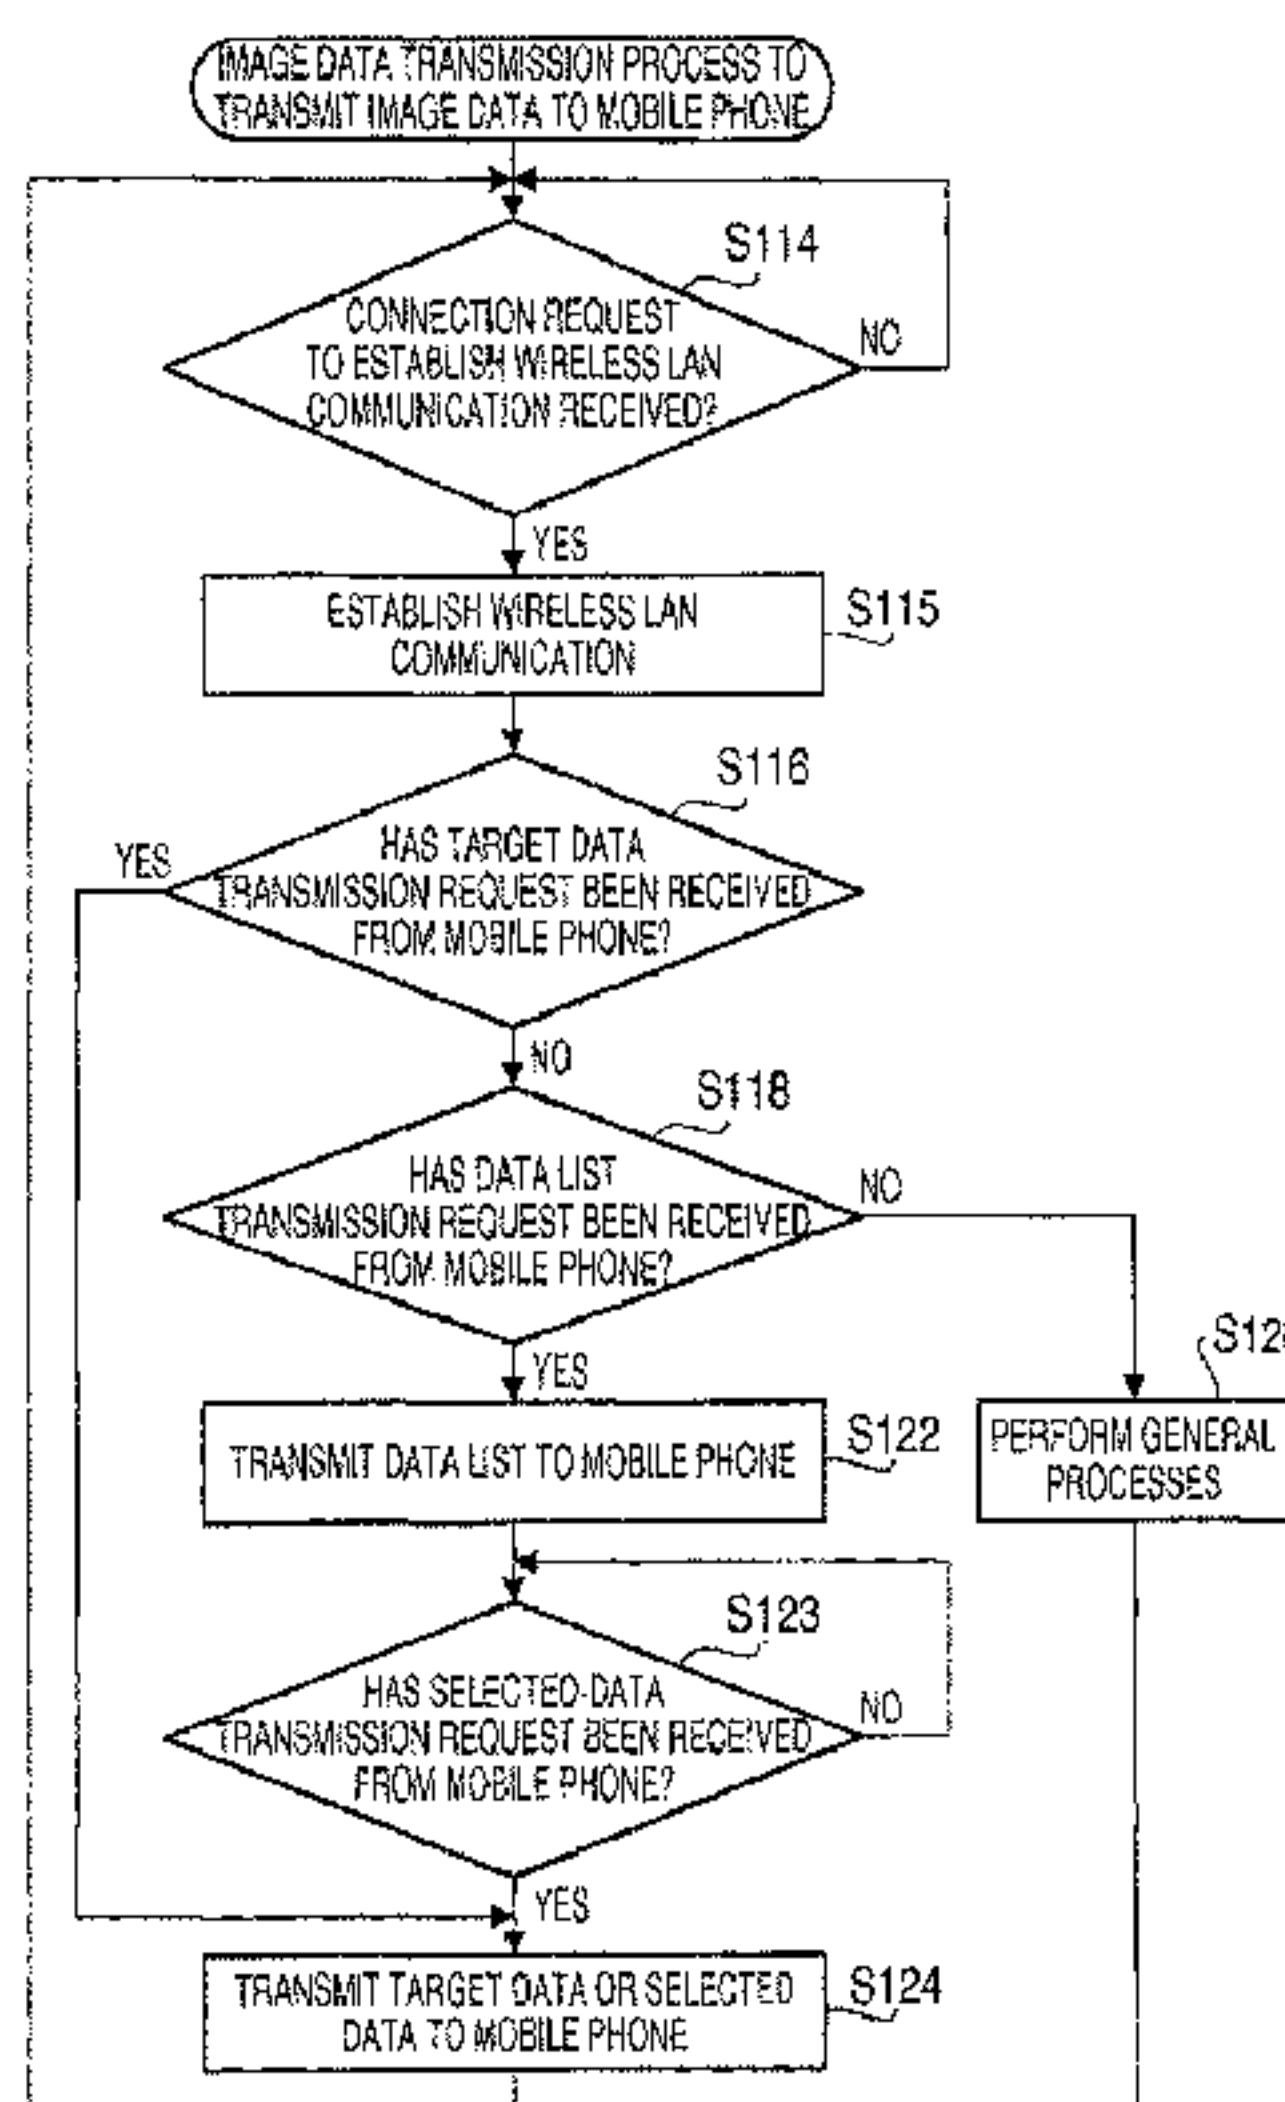 IMAGE DATA TRANSMISSION PROCESS TO
TRANSMIT IMAGE DATA TO MOBILE PHONE
S114
CONNECTION REQUEST
TO ESTABLISH WIRELESS LAN
COMMUNICATION RECEIVED?
NO
YES
ESTABLISH WIRELESS LAN
COMMUNICATION
S115
S116
YES
HAS TARGET DATA
TRANSMISSION REQUEST BEEN RECEIVED
FROM MOBILE PHONE?
NO
S118
HAS DATA LIST
TRANSMISSION REQUEST BEEN RECEIVED
FROM MOBILE PHONE?
NO
YES
TRANSMIT DATA LIST TO MOBILE PHONE
S122
PERFORM GENERAL
PROCESSES
S123
HAS SELECTED-DATA
TRANSMISSION REQUEST BEEN RECEIVED
FROM MOBILE PHONE?
NO
YES
TRANSMIT TARGET DATA OR SELECTED
DATA TO MOBILE PHONE
S124